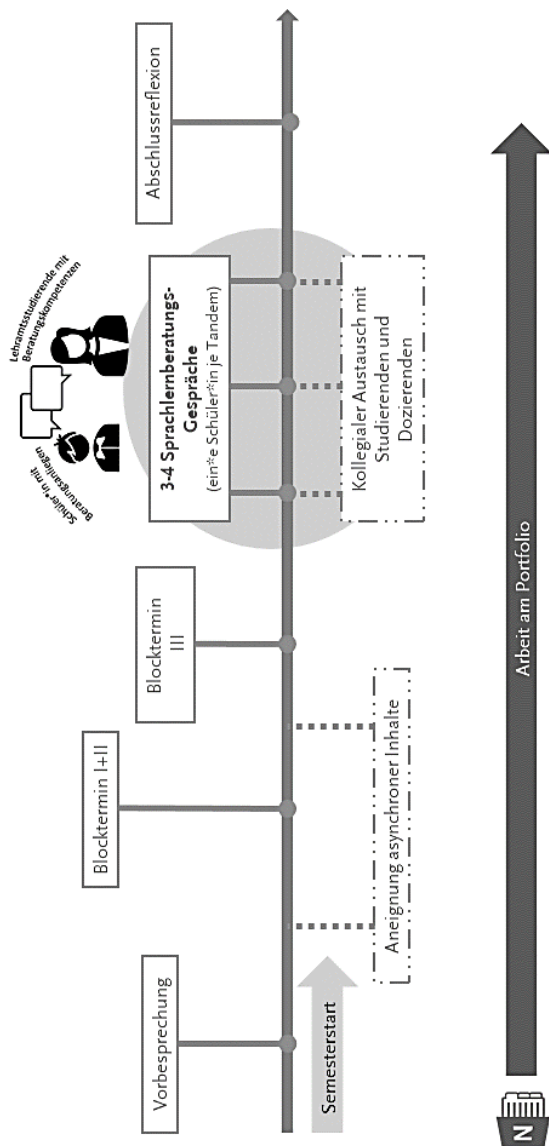 Vorbesprechung
Blocktermin I+II
Blocktermin
III
Schüler*in mit
Beratungsanliegen
Lehramtsstudierende mit
Beratungskompetenzen
3-4 Sprachlernberatungs-
Gespräche
(ein*e Schüler*in je Tandem)
Abschlussreflexion
Semesterstart
Aneignung asynchroner Inhalte
Kollegialer Austausch mit
Studierenden und
Dozierenden
N
Arbeit am Portfolio